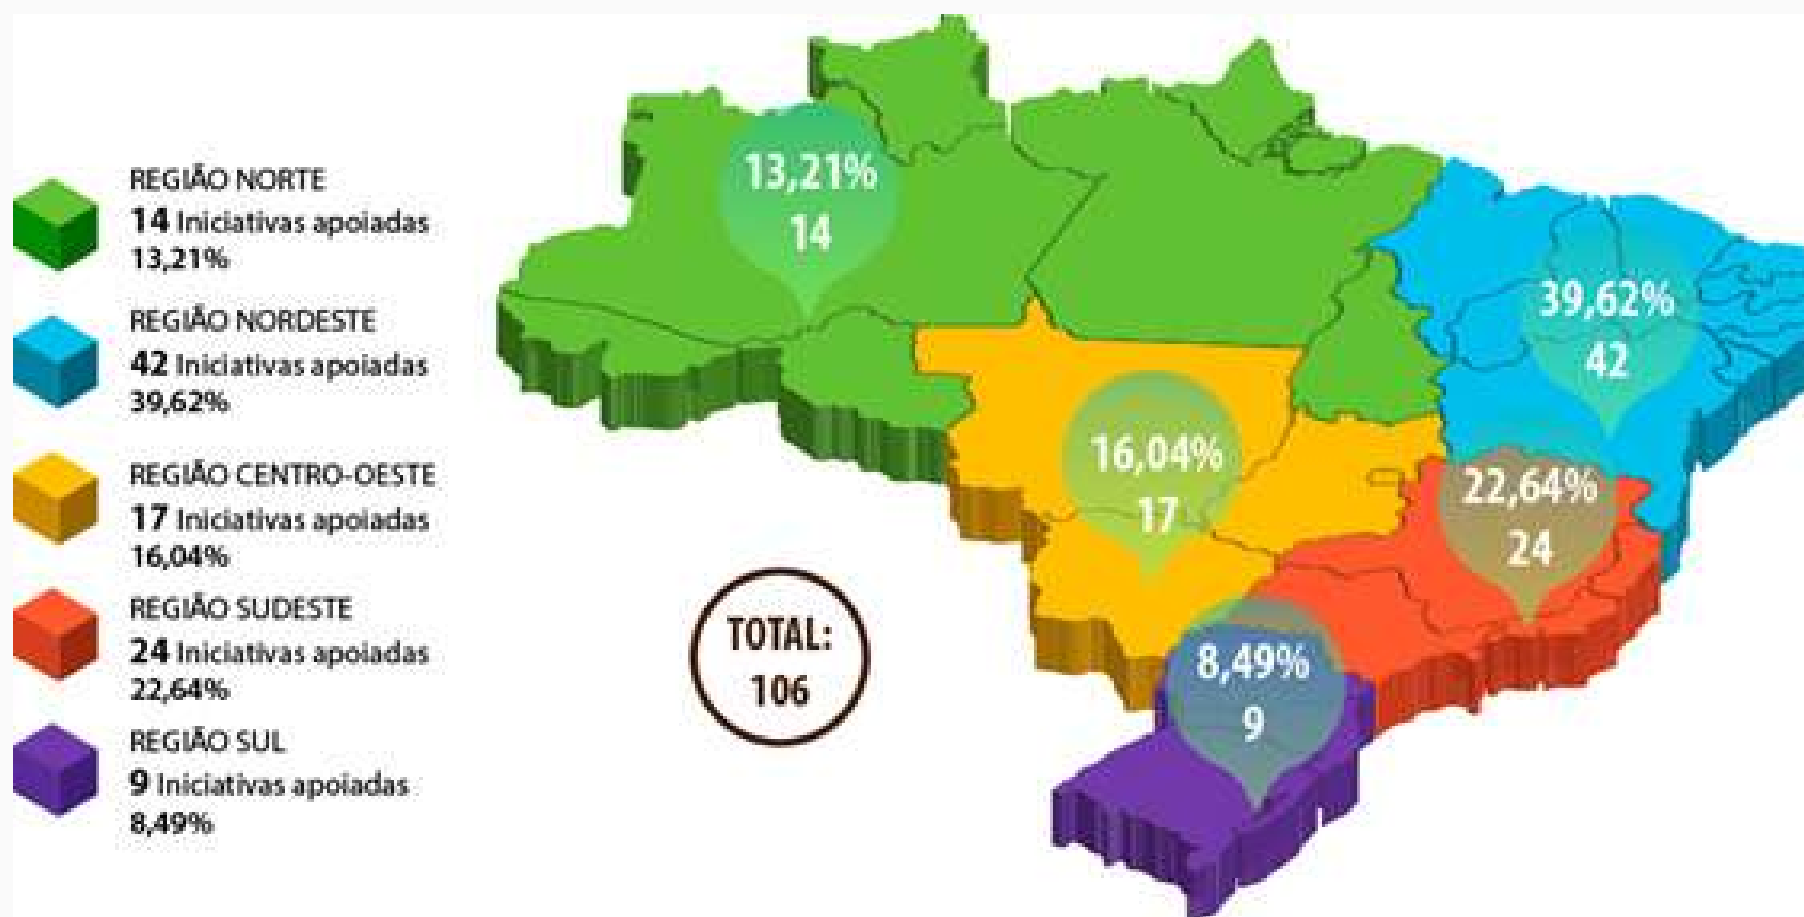 REGIÃO NORTE
14 Iniciativas apoiadas
13,21%
REGIÃO NORDESTE
42 Iniciativas apoiadas
39,62%
REGIÃO CENTRO-OESTE
17 Iniciativas apoiadas
16,04%
REGIÃO SUDESTE
24 Iniciativas apoiadas
22,64%
REGIÃO SUL
9 Iniciativas apoiadas
8,49%
13,21%
14
39,62%
42
16,04%
17
22,64%
24
8,49%
9
TOTAL:
106